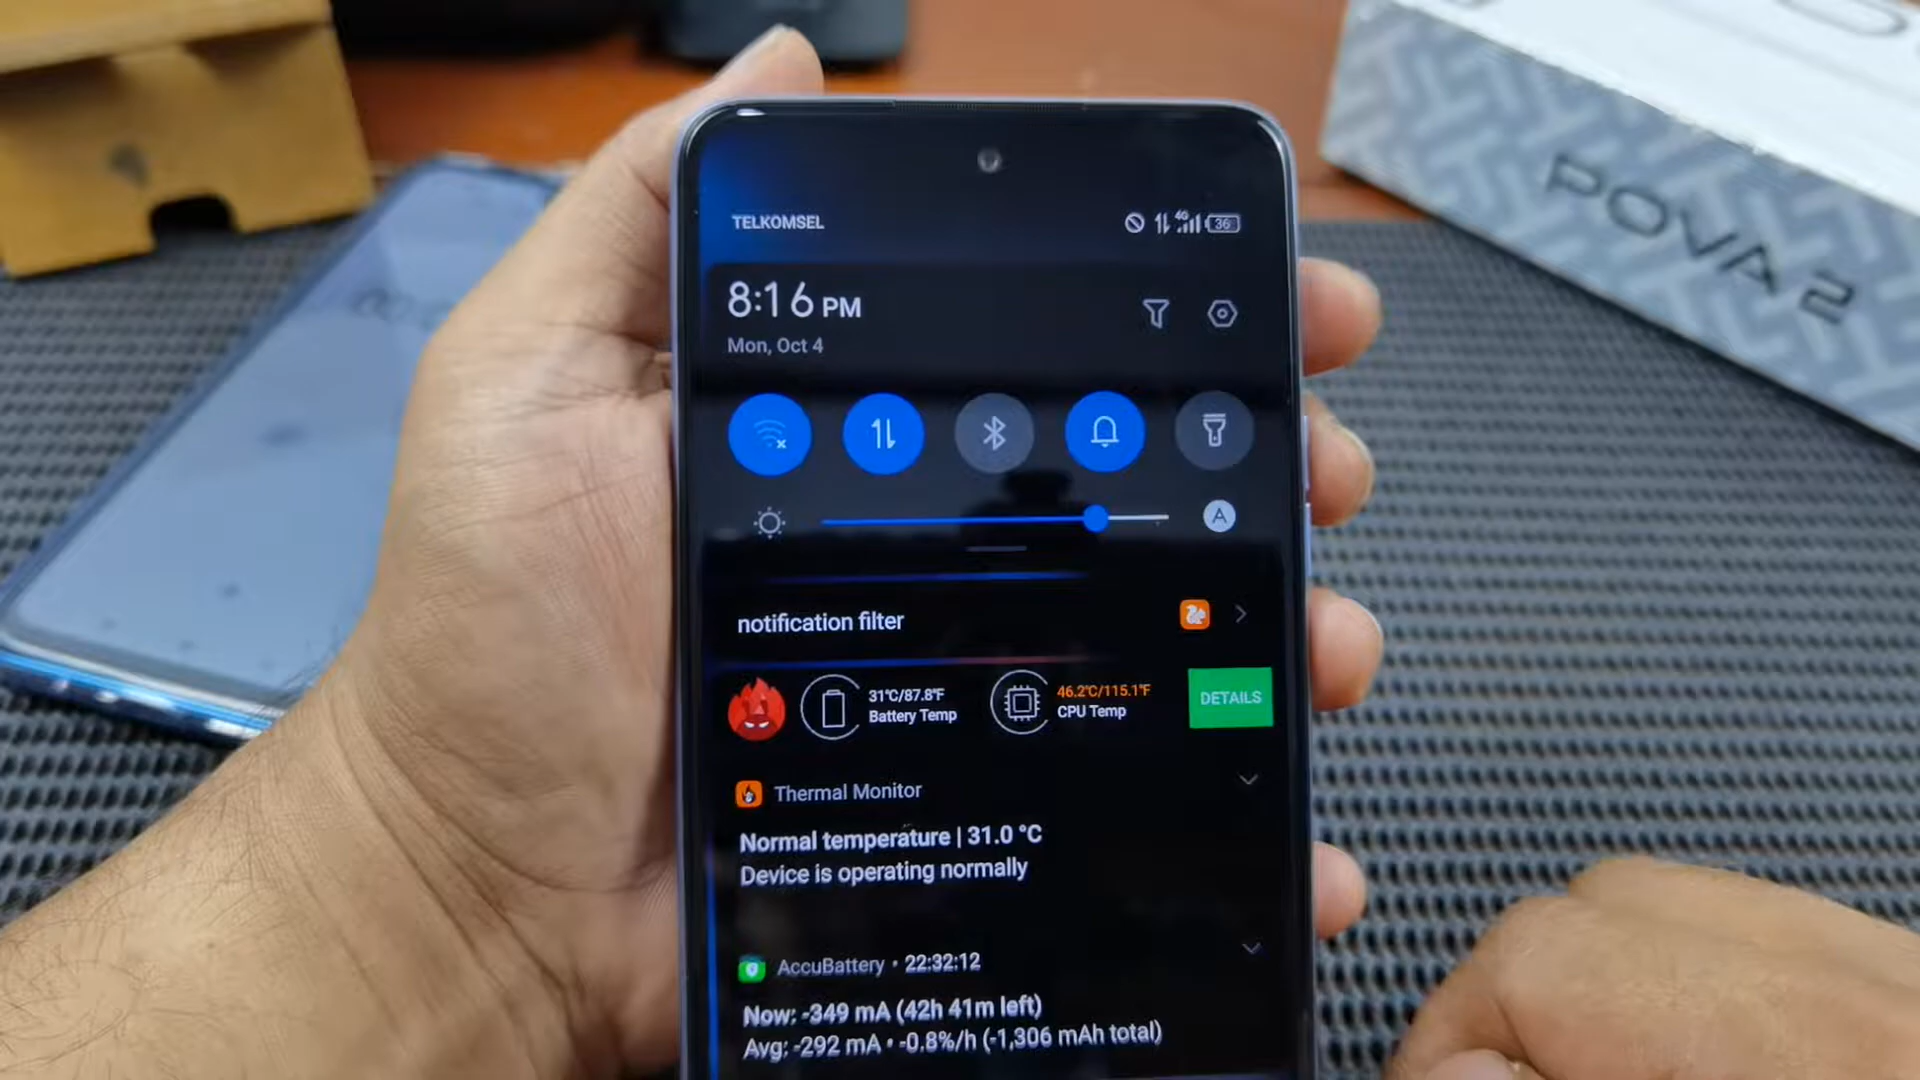 TELKOMSEL
4G 36
8:16 PM
Mon, Oct 4
A
notification filter
31°C/87.8°F
Battery Temp
46.2°C/115.1°F
CPU Temp
DETAILS
Thermal Monitor
Normal temperature | 31.0 °C
Device is operating normally
AccuBattery • 22:32:12
Now: -349 mA (42h 41m left)
Avg: -292 mA • -0.8%/h (-1,306 mAh total)
POVA 2